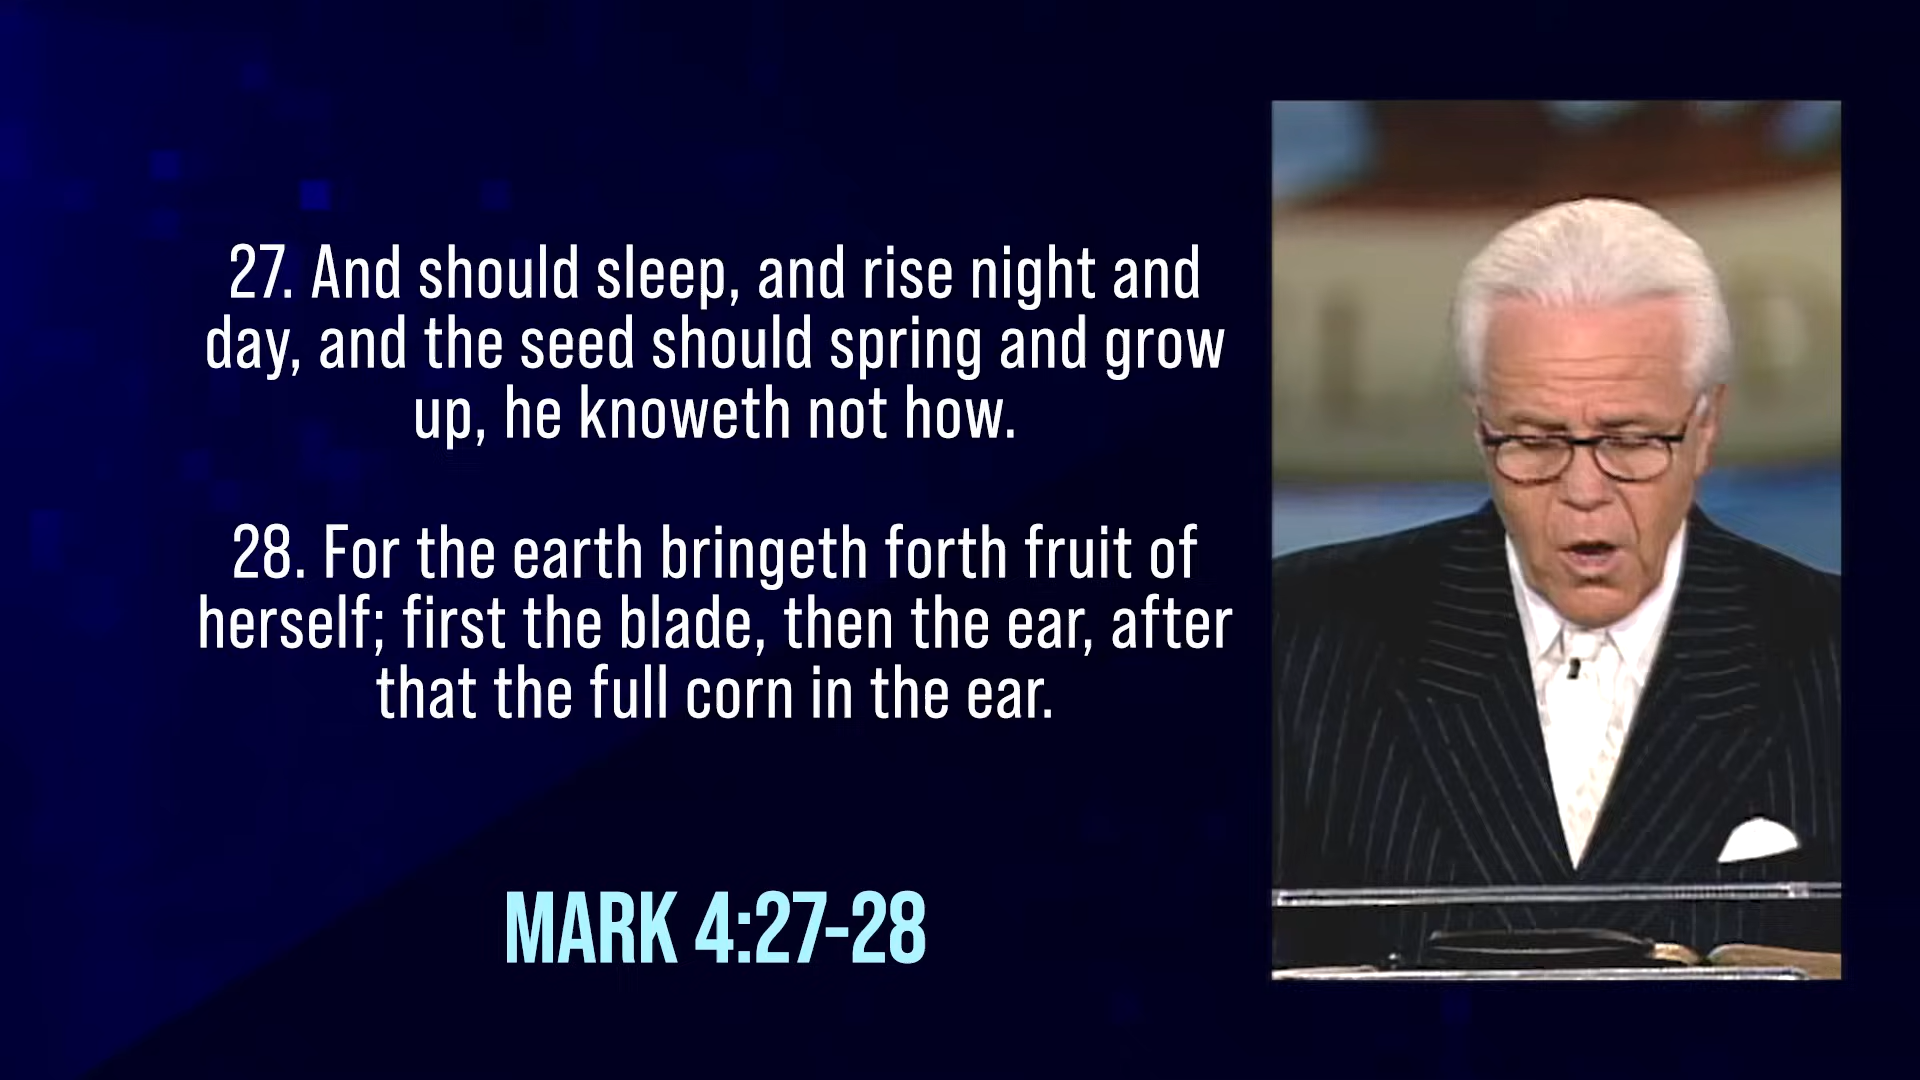 27. And should sleep, and rise night and
day, and the seed should spring and grow
up, he knoweth not how.
28. For the earth bringeth forth fruit of
herself; first the blade, then the ear, after
that the full corn in the ear.
MARK 4:27-28